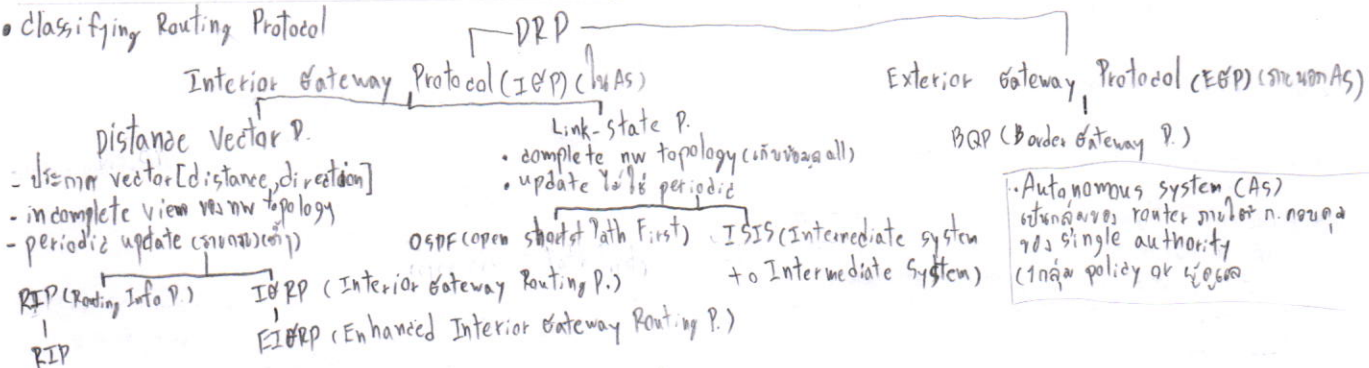 • Classifying Routing Protocol
DRP
Interior Gateway Protocol (IGP) (ใน As)
Exterior Gateway Protocol (EGP) (ภายนอก As)
Distance Vector P.
- ประกาศ vector [distance, direction]
- incomplete view ของ nw topology
- periodic update
RIP (Routing Info P.)
RIP
IGRP (Interior Gateway Routing P.)
EIGRP (Enhanced Interior Gateway Routing P.)
Link-State P.
• complete nw topology (เก็บข้อมูล all)
• update ไม่ใช่ periodic
OSPF (open shortst Path First)
ISIS (Intermediate system
to Intermediate System)
BGP (Border Gateway P.)
• Autonomous system (As)
เป็นกลุ่มของ router ภายใต้ก.ควบคุม
ของ single authority
(1 กลุ่ม policy or ผู้ดูแล